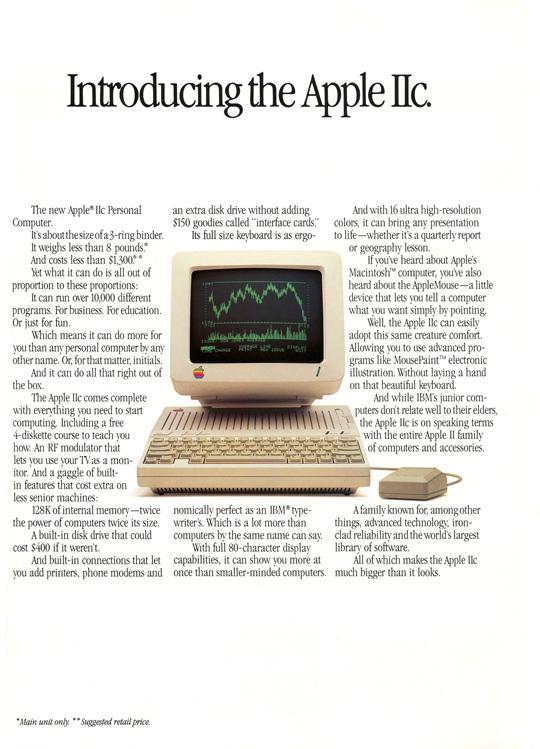 Introducing the Apple IIc.
The new Apple® IIc Personal
Computer.
It's about the size of a 3-ring binder.
It weighs less than 8 pounds.*
And costs less than $1,300.**
Yet what it can do is all out of
proportion to these proportions:
It can run over 10,000 different
programs. For business. For education.
Or just for fun.
Which means it can do more for
you than any personal computer by any
other name. Or, for that matter, initials.
And it can do all that right out of
the box.
The Apple IIc comes complete
with everything you need to start
computing. Including a free
4-diskette course to teach you
how. An RF modulator that
lets you use your TV as a mon-
itor. And a gaggle of built-
in features that cost extra on
less senior machines:
128K of internal memory—twice
the power of computers twice its size.
A built-in disk drive that could
cost $400 if it weren't.
And built-in connections that let
you add printers, phone modems and
an extra disk drive without adding
$150 goodies called "interface cards."
Its full size keyboard is as ergo-
nomically perfect as an IBM® type-
writer's. Which is a lot more than
computers by the same name can say.
With full 80-character display
capabilities, it can show you more at
once than smaller-minded computers.
And with 16 ultra high-resolution
colors, it can bring any presentation
to life—whether it's a quarterly report
or geography lesson.
If you've heard about Apple's
Macintosh™ computer, you've also
heard about the AppleMouse—a little
device that lets you tell a computer
what you want simply by pointing.
Well, the Apple IIc can easily
adopt this same creature comfort.
Allowing you to use advanced pro-
grams like MousePaint™ electronic
illustration. Without laying a hand
on that beautiful keyboard.
And while IBM's junior com-
puters don't relate well to their elders,
the Apple IIc is on speaking terms
with the entire Apple II family
of computers and accessories.
A family known for, among other
things, advanced technology, iron-
clad reliability and the world's largest
library of software.
All of which makes the Apple IIc
much bigger than it looks.
*Main unit only. **Suggested retail price.